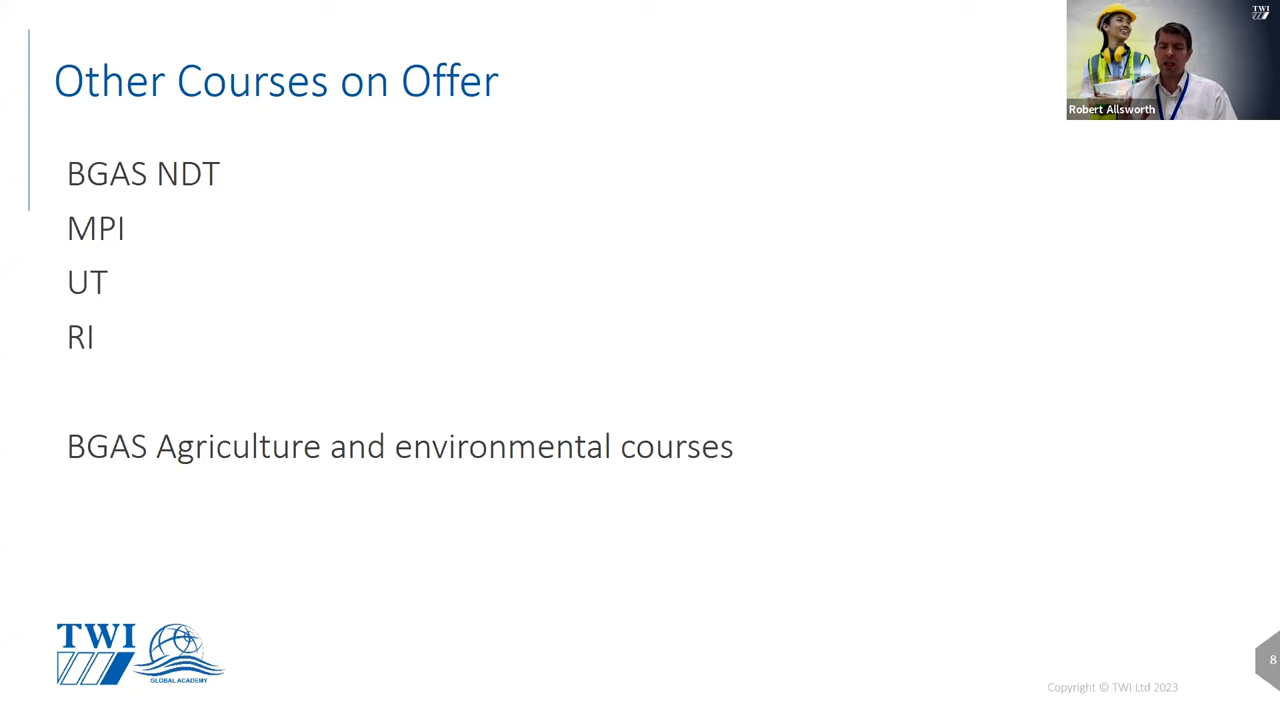 Other Courses on Offer
TWI
Robert Allsworth
BGAS NDT
MPI
UT
RI
BGAS Agriculture and environmental courses
TWI
GLOBAL ACADEMY
8
Copyright © TWI Ltd 2023